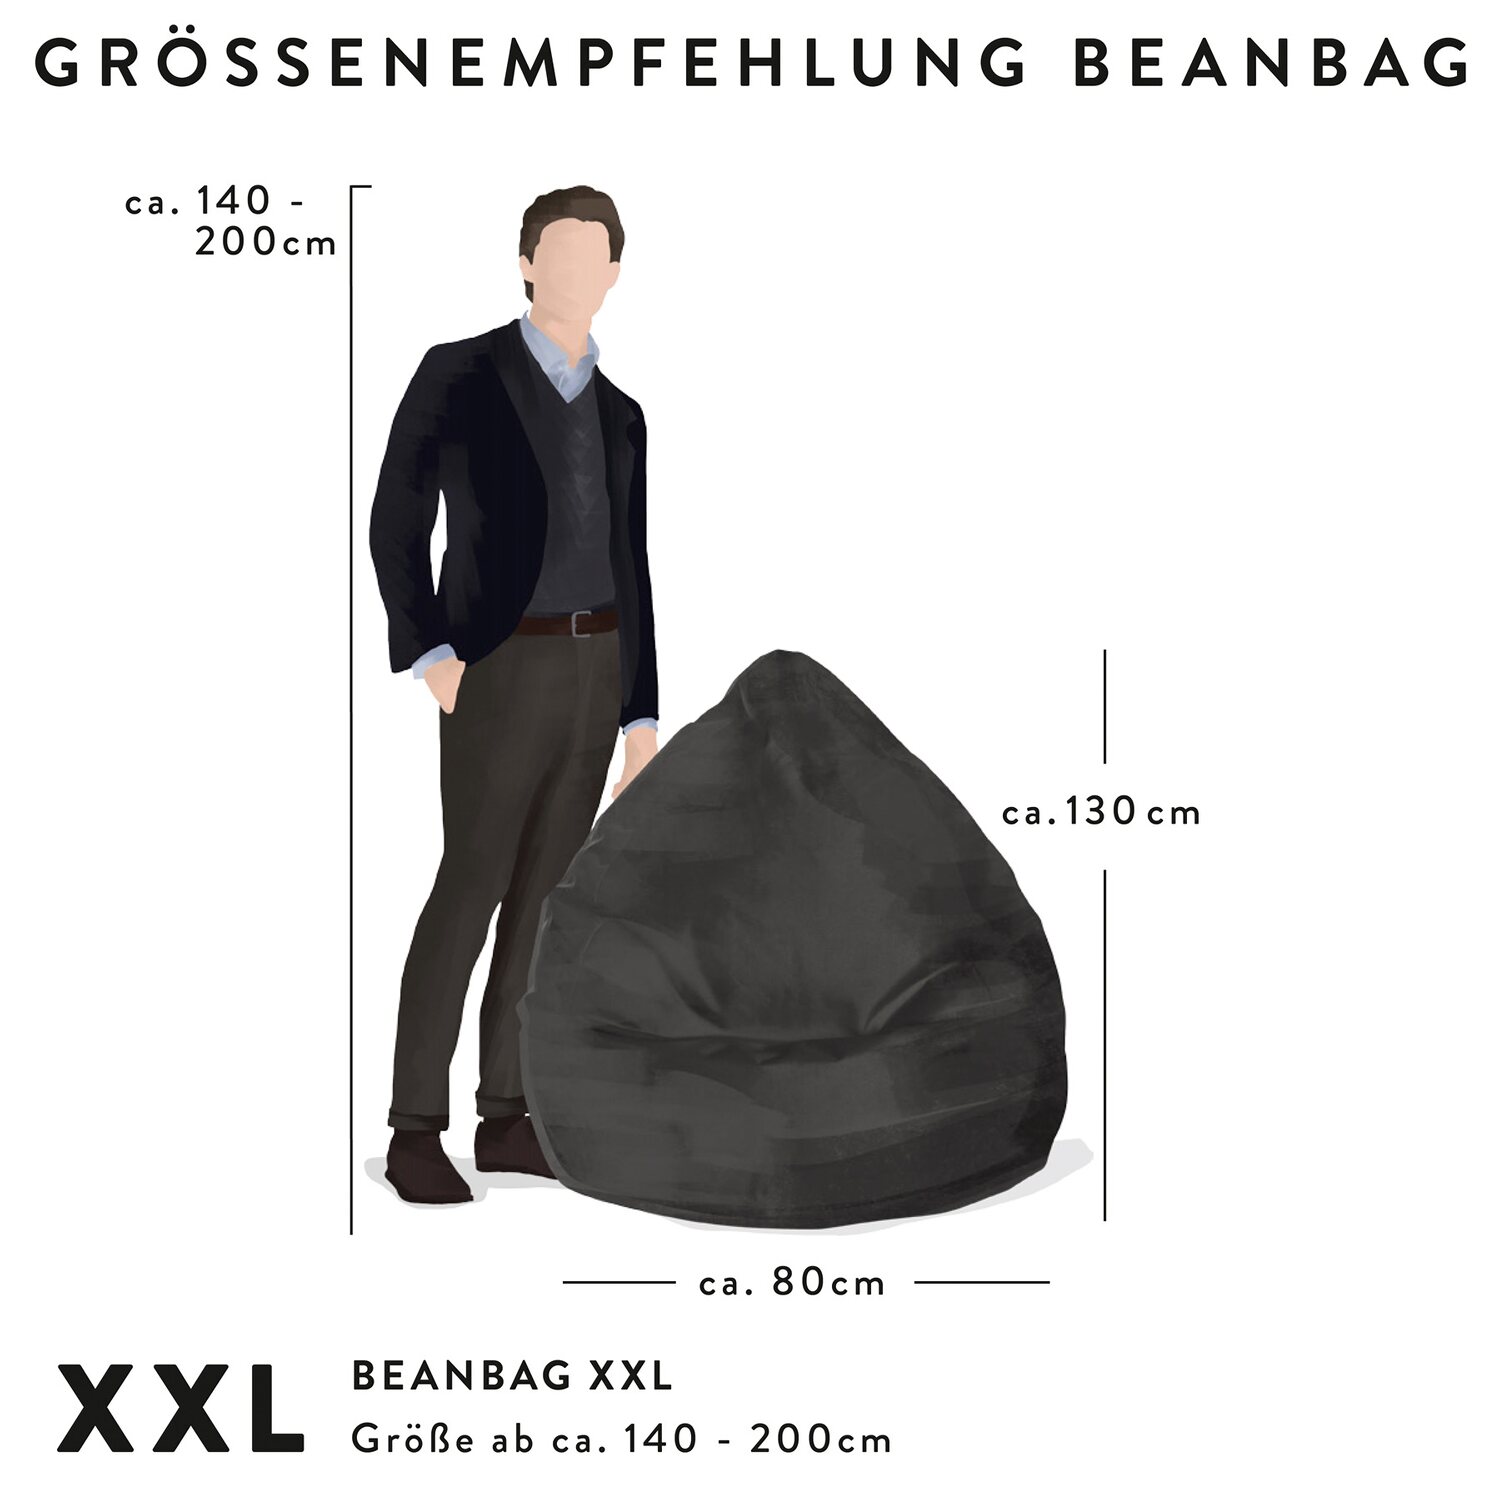 GRÖSSENEMPFEHLUNG BEANBAG
ca. 140 -
200cm
ca. 130 cm
ca. 80cm
XXL
BEANBAG XXL
Größe ab ca. 140 - 200cm